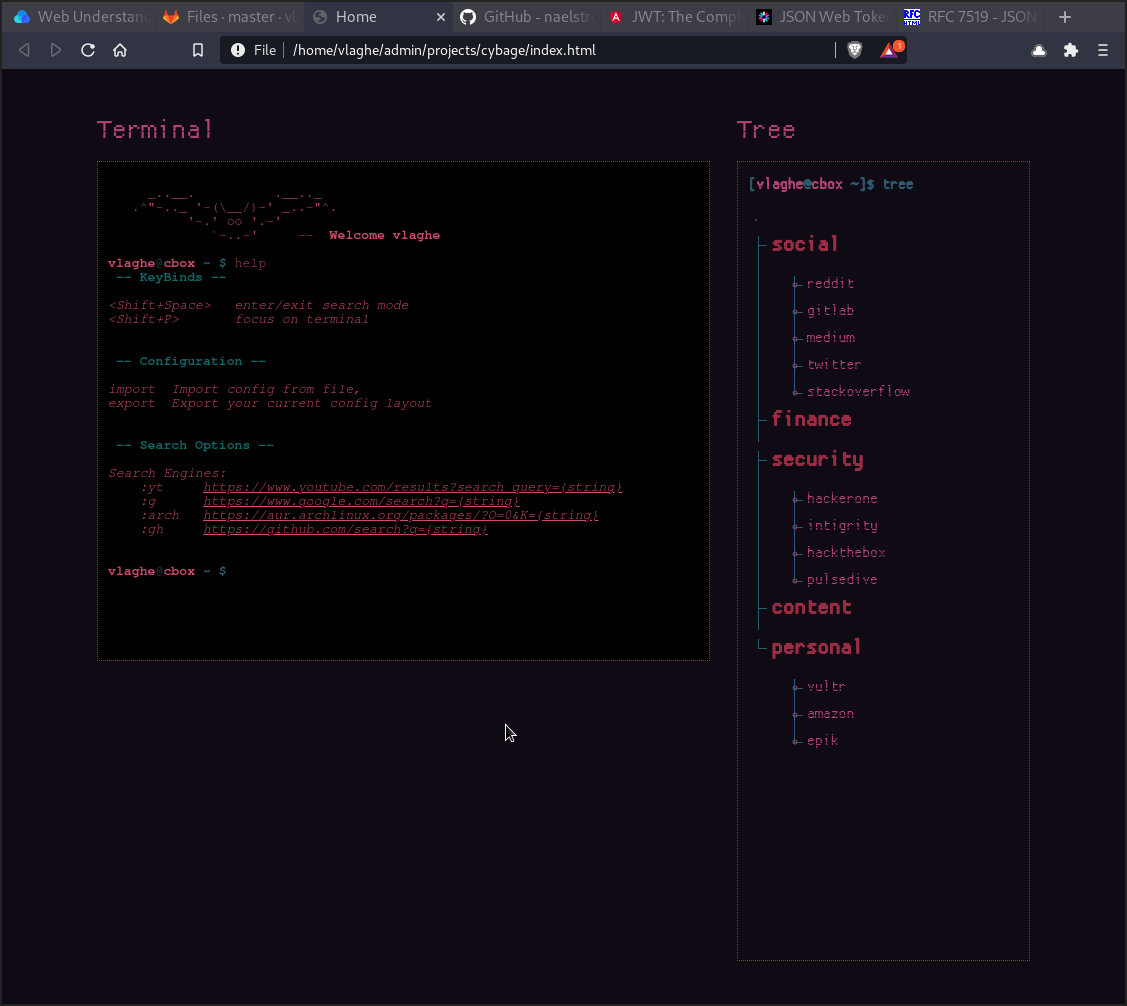 Web Understand
Files · master · vl
Home
GitHub - naelstr
JWT: The Compl
JSON Web Token
RFC 7519 - JSON
File
/home/vlaghe/admin/projects/cybage/index.html
1
Terminal
_..__.          .__.._
.^"-.._ '-(\__/)-' _..-"^.
'-.' oo '.-'
`-..-'     --  Welcome vlaghe
vlaghe@cbox ~ $ help
-- KeyBinds --
<Shift+Space>   enter/exit search mode
<Shift+P>       focus on terminal
-- Configuration --
import  Import config from file,
export  Export your current config layout
-- Search Options --
Search Engines:
:yt     https://www.youtube.com/results?search_query={string}
:g      https://www.google.com/search?q={string}
:arch   https://aur.archlinux.org/packages/?O=0&K={string}
:gh     https://github.com/search?q={string}
vlaghe@cbox ~ $
Tree
[vlaghe@cbox ~]$ tree
.
social
reddit
gitlab
medium
twitter
stackoverflow
finance
security
hackerone
intigrity
hackthebox
pulsedive
content
personal
vultr
amazon
epik